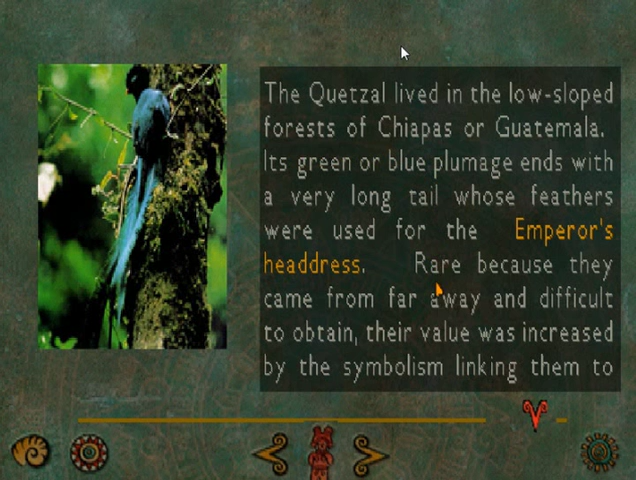 The Quetzal lived in the low-sloped
forests of Chiapas or Guatemala.
Its green or blue plumage ends with
a very long tail whose feathers
were used for the Emperor's
headdress. Rare because they
came from far away and difficult
to obtain, their value was increased
by the symbolism linking them to